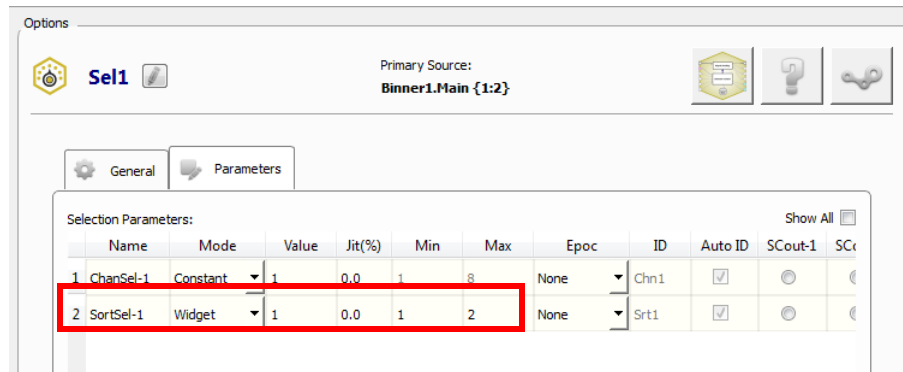 Options
Sel1
Primary Source:
Binner1.Main {1:2}
General
Parameters
Selection Parameters:
Show All
Name Mode Value Jit(%) Min Max Epoc ID Auto ID SCout-1
1 ChanSel-1 Constant 1 0.0 1 8 None Chn1
2 SortSel-1 Widget 1 0.0 1 2 None Srt1